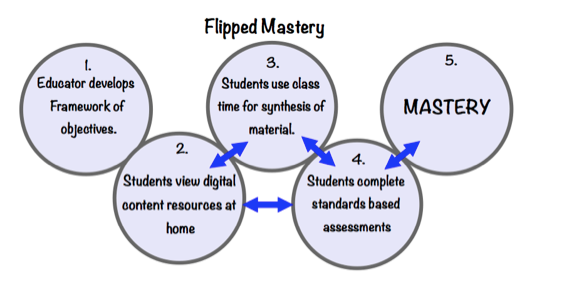 Flipped Mastery
1.
Educator develops
Framework of
objectives.
2.
Students view digital
content resources at
home
3.
Students use class
time for synthesis of
material.
4.
Students complete
standards based
assessments
5.
MASTERY